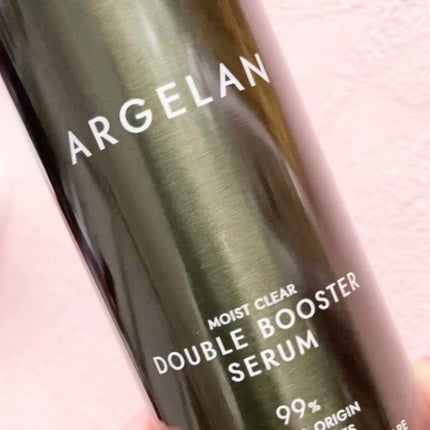 ARGELAN
MOIST CLEAR
DOUBLE BOOSTER
SERUM
99%
ORIGIN